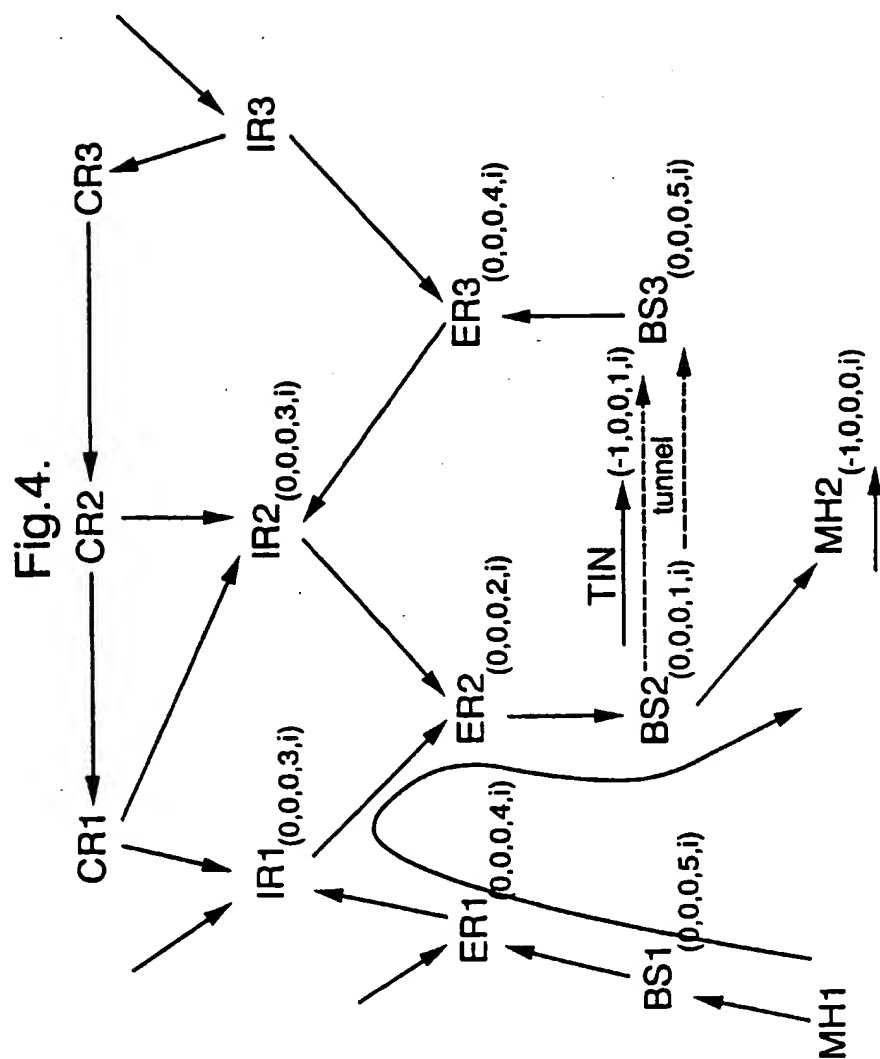 Fig.4.
CR1
CR2
CR3
IR1(0,0,0,3,i)
IR2(0,0,0,3,i)
IR3
ER1(0,0,0,4,i)
ER2(0,0,0,2,i)
ER3(0,0,0,4,i)
TIN
(-1,0,0,1,i)
tunnel
BS1(0,0,0,5,i)
BS2(0,0,0,1,i)
BS3(0,0,0,5,i)
MH1
MH2(-1,0,0,0,i)